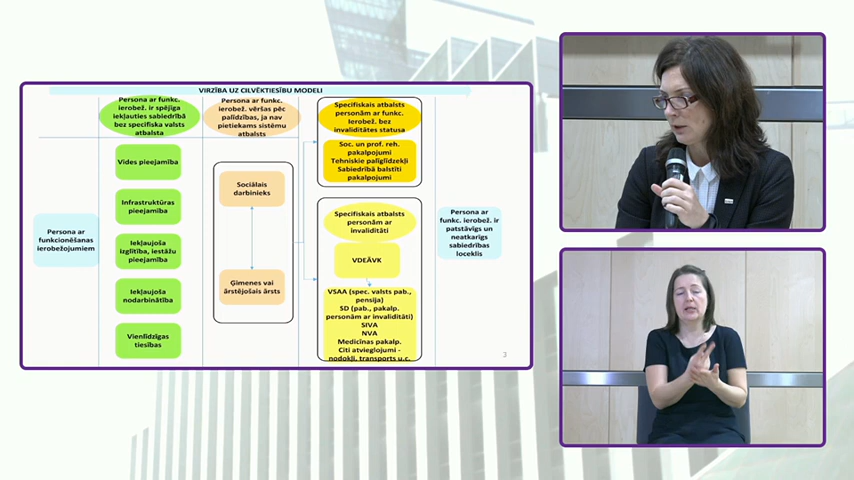 VIRZĪBA UZ CILVĒKTIESĪBU MODELI
Persona ar funkc.
ierobež. ir spējīga
iekļauties sabiedrībā
bez specifiska valsts
atbalsta
Persona ar funkc.
ierobež. vēršas pēc
palīdzības, ja nav
pietiekams sistēmu
atbalsts
Specifiskais atbalsts
personām ar funkc.
Ierobež. bez
invaliditātes statusa
Soc. un prof. reh.
pakalpojumi
Tehniskie palīglīdzekļi
Sabiedrībā balstīti
pakalpojumi
Vides pieejamība
Infrastruktūras
pieejamība
Iekļaujoša
izglītība, iestāžu
pieejamība
Iekļaujoša
nodarbinātība
Vienlīdzīgas
tiesības
Persona ar
funkcionēšanas
ierobežojumiem
Sociālais
darbinieks
Ģimenes vai
ārstējošais ārsts
Specifiskais atbalsts
personām ar
invaliditāti
VDEĀVK
VSAA (spec. valsts pab.,
pensija)
SD (pab., pakalp.
personām ar invaliditāti)
SIVA
NVA
Medicīnas pakalp.
Citi atvieglojumi -
nodokļi, transports u.c.
Persona ar
funkc. ierobež. ir
patstāvīgs un
neatkarīgs
sabiedrības
loceklis